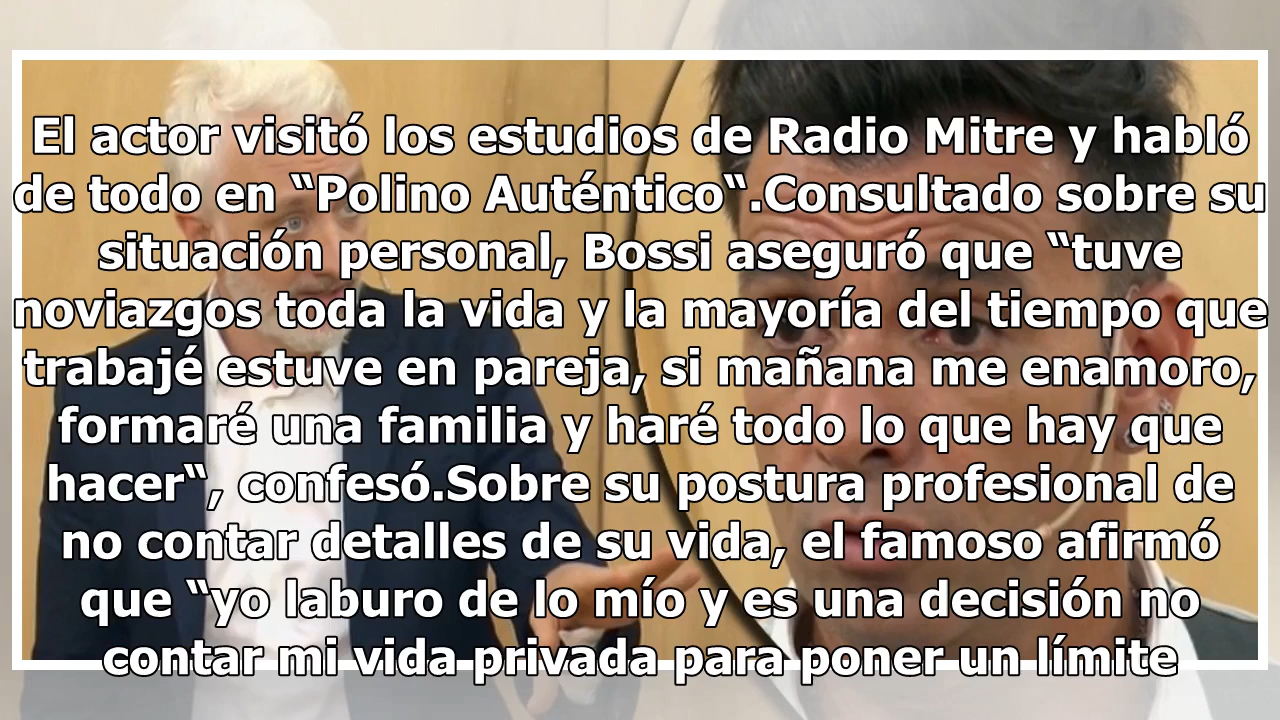 El actor visitó los estudios de Radio Mitre y habló
de todo en “Polino Auténtico“.Consultado sobre su
situación personal, Bossi aseguró que “tuve
noviazgos toda la vida y la mayoría del tiempo que
trabajé estuve en pareja, si mañana me enamoro,
formaré una familia y haré todo lo que hay que
hacer“, confesó.Sobre su postura profesional de
no contar detalles de su vida, el famoso afirmó
que “yo laburo de lo mío y es una decisión no
contar mi vida privada para poner un límite